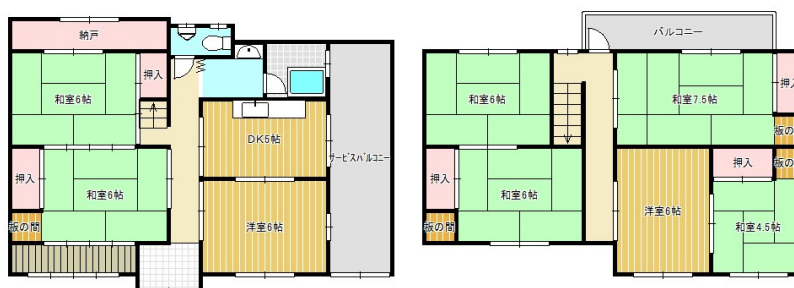 納戸
押入
和室6帖
DK5帖
サービスバルコニー
押入
和室6帖
板の間
洋室6帖
バルコニー
和室6帖
和室7.5帖
押入
板の間
板の間
押入
和室6帖
押入
板の間
洋室6帖
和室4.5帖